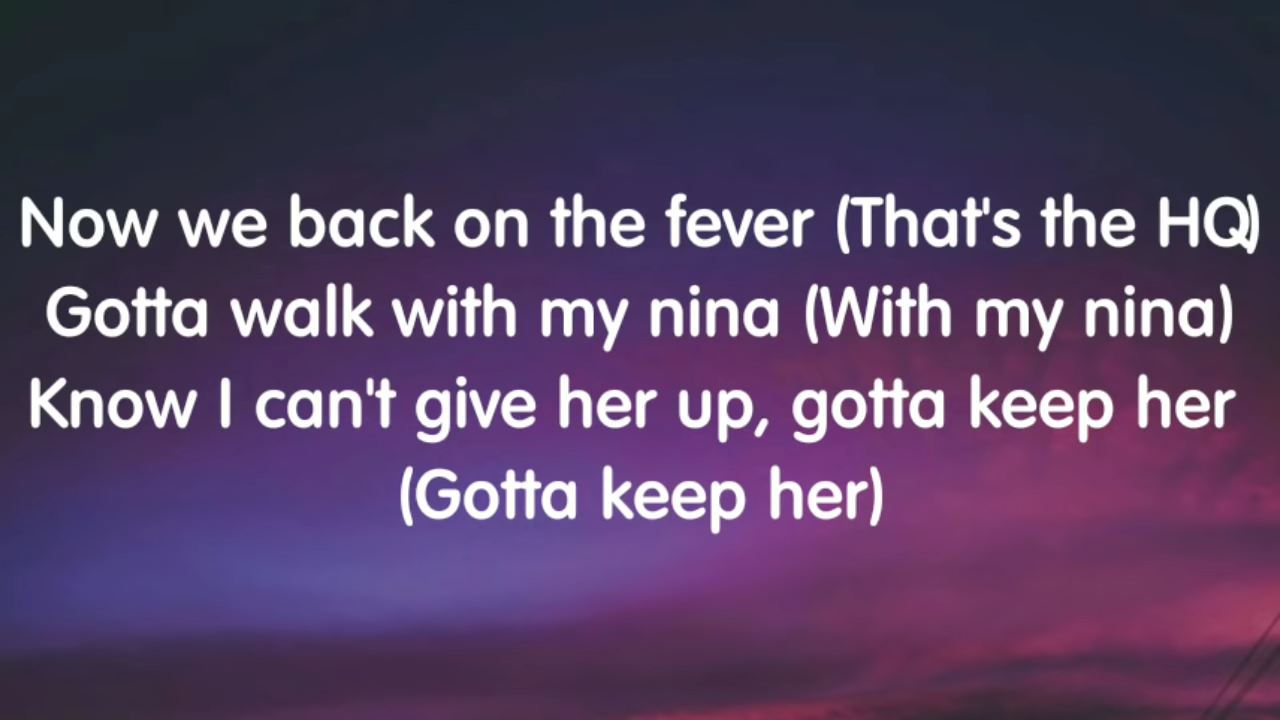 Now we back on the fever (That's the HQ)
Gotta walk with my nina (With my nina)
Know I can't give her up, gotta keep her
(Gotta keep her)